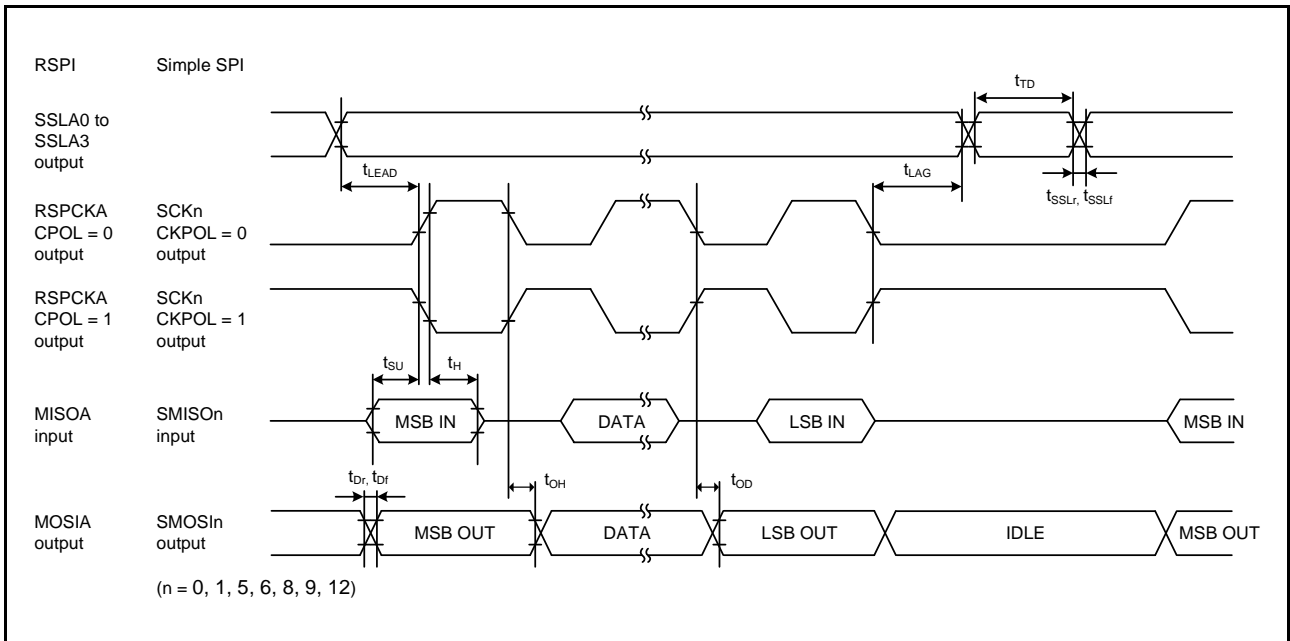 RSPI Simple SPI
tTD
SSLA0 to
SSLA3
output
tLEAD
tLAG
tSSLr, tSSLf
RSPCKA SCKn
CPOL = 0 CKPOL = 0
output output
RSPCKA SCKn
CPOL = 1 CKPOL = 1
output output
tSU tH
MISOA SMISOn
input input
MSB IN DATA LSB IN MSB IN
tDr, tDf
tOH
tOD
MOSIA SMOSIn
output output
MSB OUT DATA LSB OUT IDLE MSB OUT
(n = 0, 1, 5, 6, 8, 9, 12)